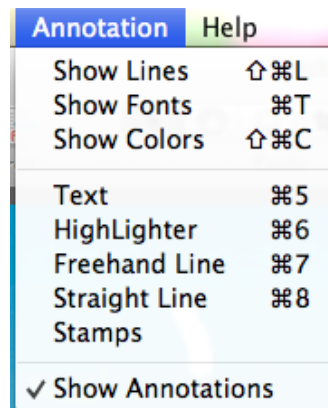 Annotation Help
Show Lines ⇧⌘L
Show Fonts ⌘T
Show Colors ⇧⌘C
Text ⌘5
HighLighter ⌘6
Freehand Line ⌘7
Straight Line ⌘8
Stamps
✓ Show Annotations